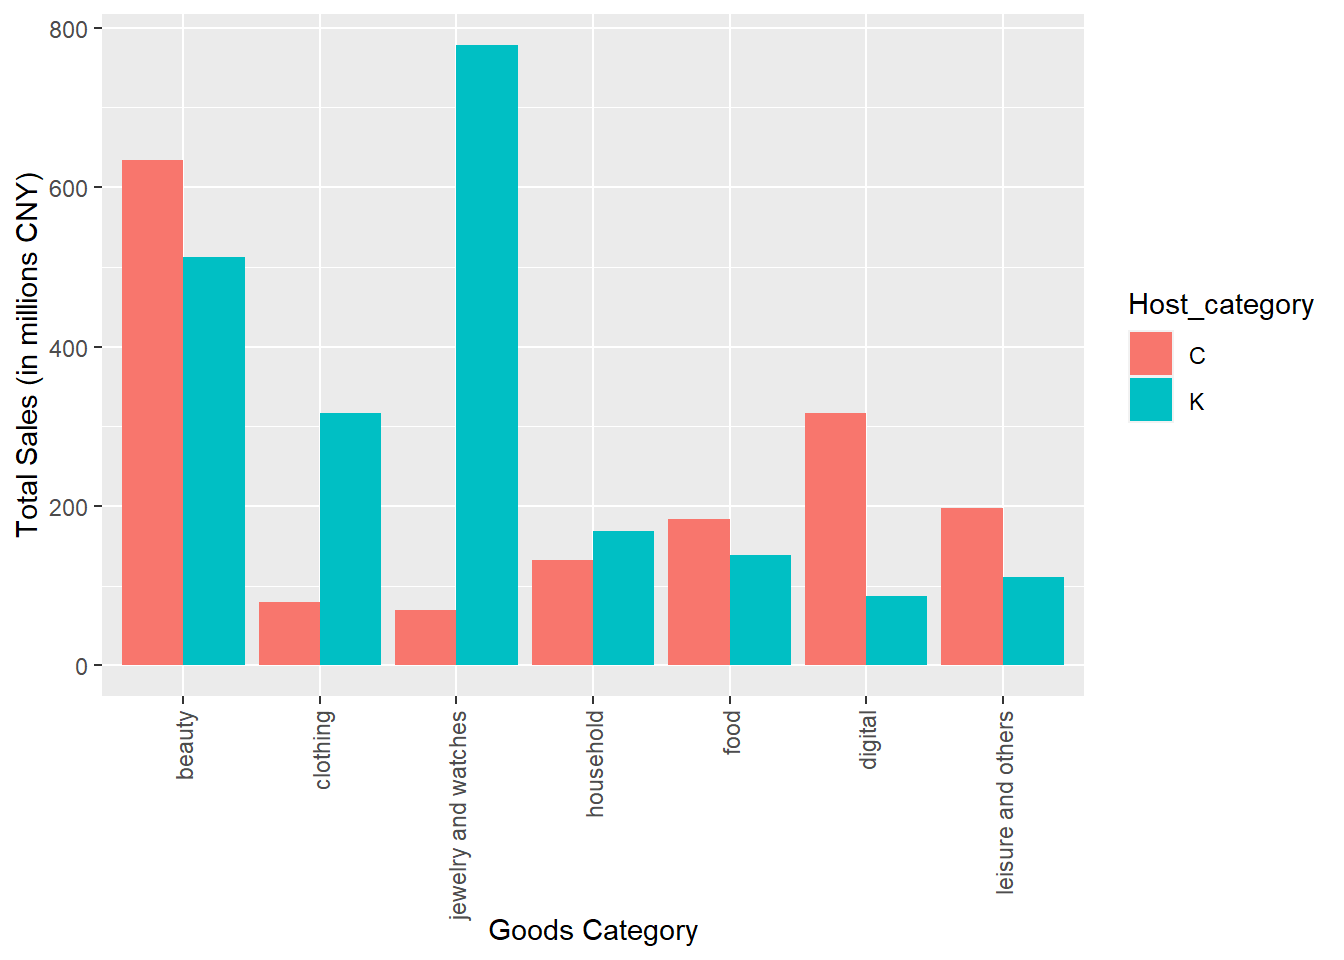 Total Sales (in millions CNY)
800
600
400
200
0
beauty
clothing
jewelry and watches
household
food
digital
leisure and others
Goods Category
Host_category
C
K